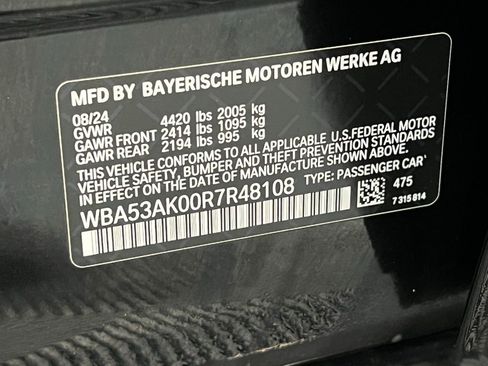 MFD BY BAYERISCHE MOTOREN WERKE AG
08/24
GVWR 4420 lbs 2005 kg
GAWR FRONT 2414 lbs 1095 kg
GAWR REAR 2194 lbs 995 kg
THIS VEHICLE CONFORMS TO ALL APPLICABLE U.S.FEDERAL MOTOR
VEHICLE SAFETY, BUMPER, AND THEFT PREVENTION STANDARDS
IN EFFECT ON THE DATE OF MANUFACTURE SHOWN ABOVE.
WBA53AK00R7R48108 TYPE: PASSENGER CAR
475
7 315 814